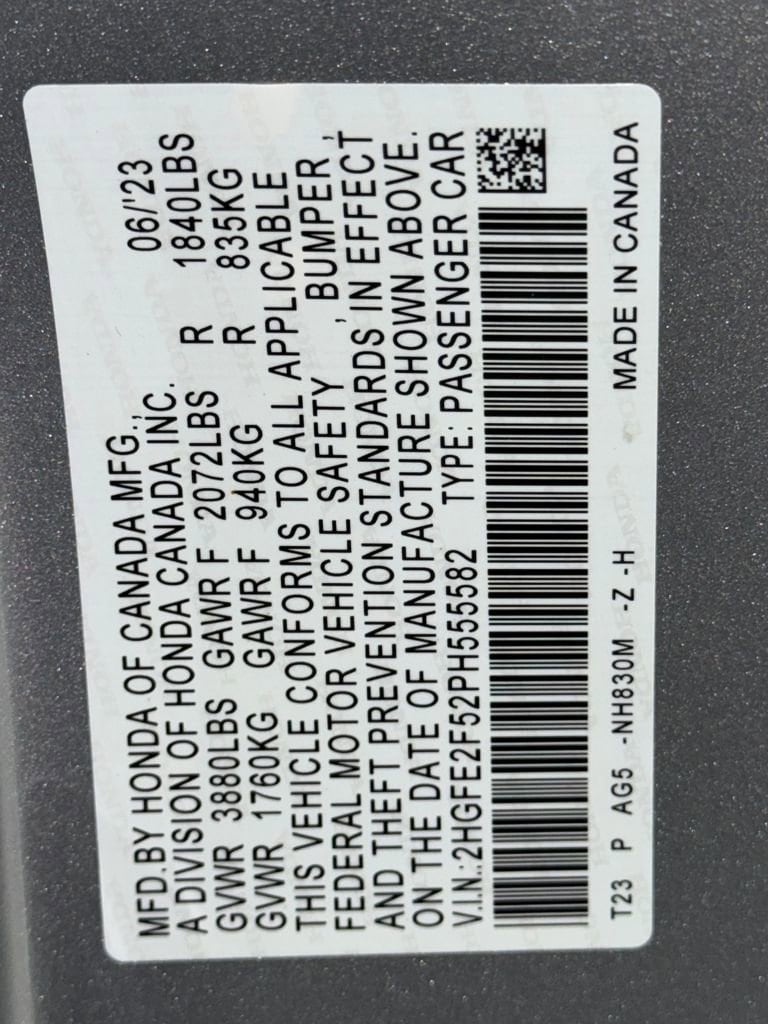 MFD.BY HONDA OF CANADA MFG., 06/'23
A DIVISION OF HONDA CANADA INC.
GVWR 3880LBS GAWR F 2072LBS R 1840LBS
GVWR 1760KG GAWR F 940KG R 835KG
THIS VEHICLE CONFORMS TO ALL APPLICABLE
FEDERAL MOTOR VEHICLE SAFETY , BUMPER ,
AND THEFT PREVENTION STANDARDS IN EFFECT
ON THE DATE OF MANUFACTURE SHOWN ABOVE.
V.I.N.:2HGFE2F52PH555582 TYPE: PASSENGER CAR
T23 P AG5 -NH830M -Z -H MADE IN CANADA